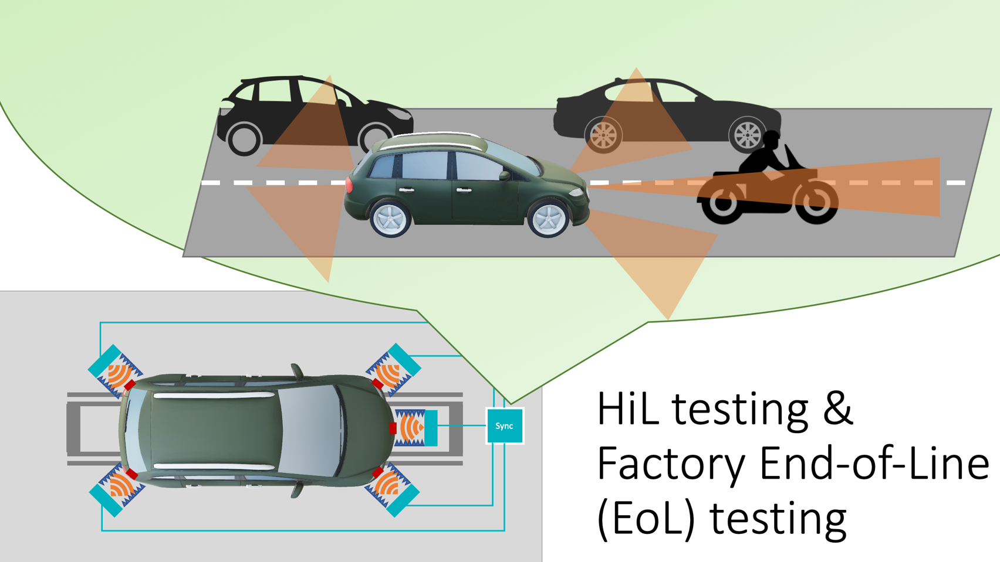 Sync
HiL testing &
Factory End-of-Line
(EoL) testing